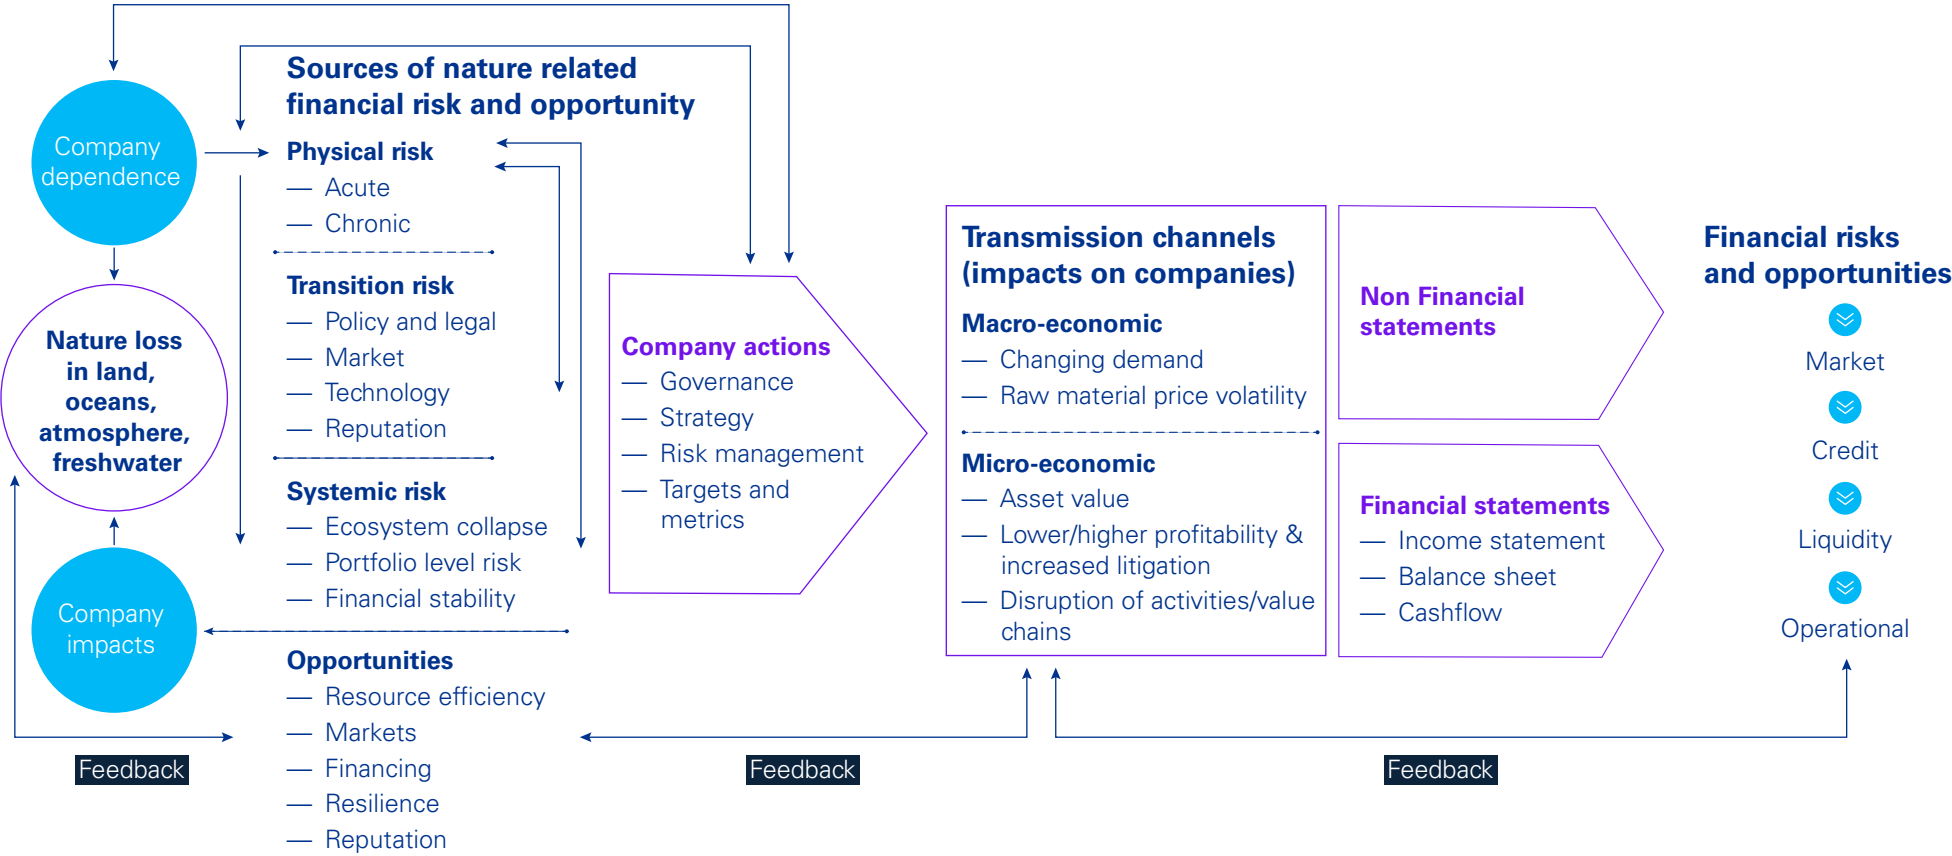 Company
dependence
Nature loss
in land,
oceans,
atmosphere,
freshwater
Company
impacts
Feedback
Sources of nature related
financial risk and opportunity
Physical risk
— Acute
— Chronic
Transition risk
— Policy and legal
— Market
— Technology
— Reputation
Systemic risk
— Ecosystem collapse
— Portfolio level risk
— Financial stability
Opportunities
— Resource efficiency
— Markets
— Financing
— Resilience
— Reputation
Company actions
— Governance
— Strategy
— Risk management
— Targets and
metrics
Feedback
Transmission channels
(impacts on companies)
Macro-economic
— Changing demand
— Raw material price volatility
Micro-economic
— Asset value
— Lower/higher profitability &
increased litigation
— Disruption of activities/value
chains
Non Financial
statements
Financial statements
— Income statement
— Balance sheet
— Cashflow
Feedback
Financial risks
and opportunities
Market
Credit
Liquidity
Operational